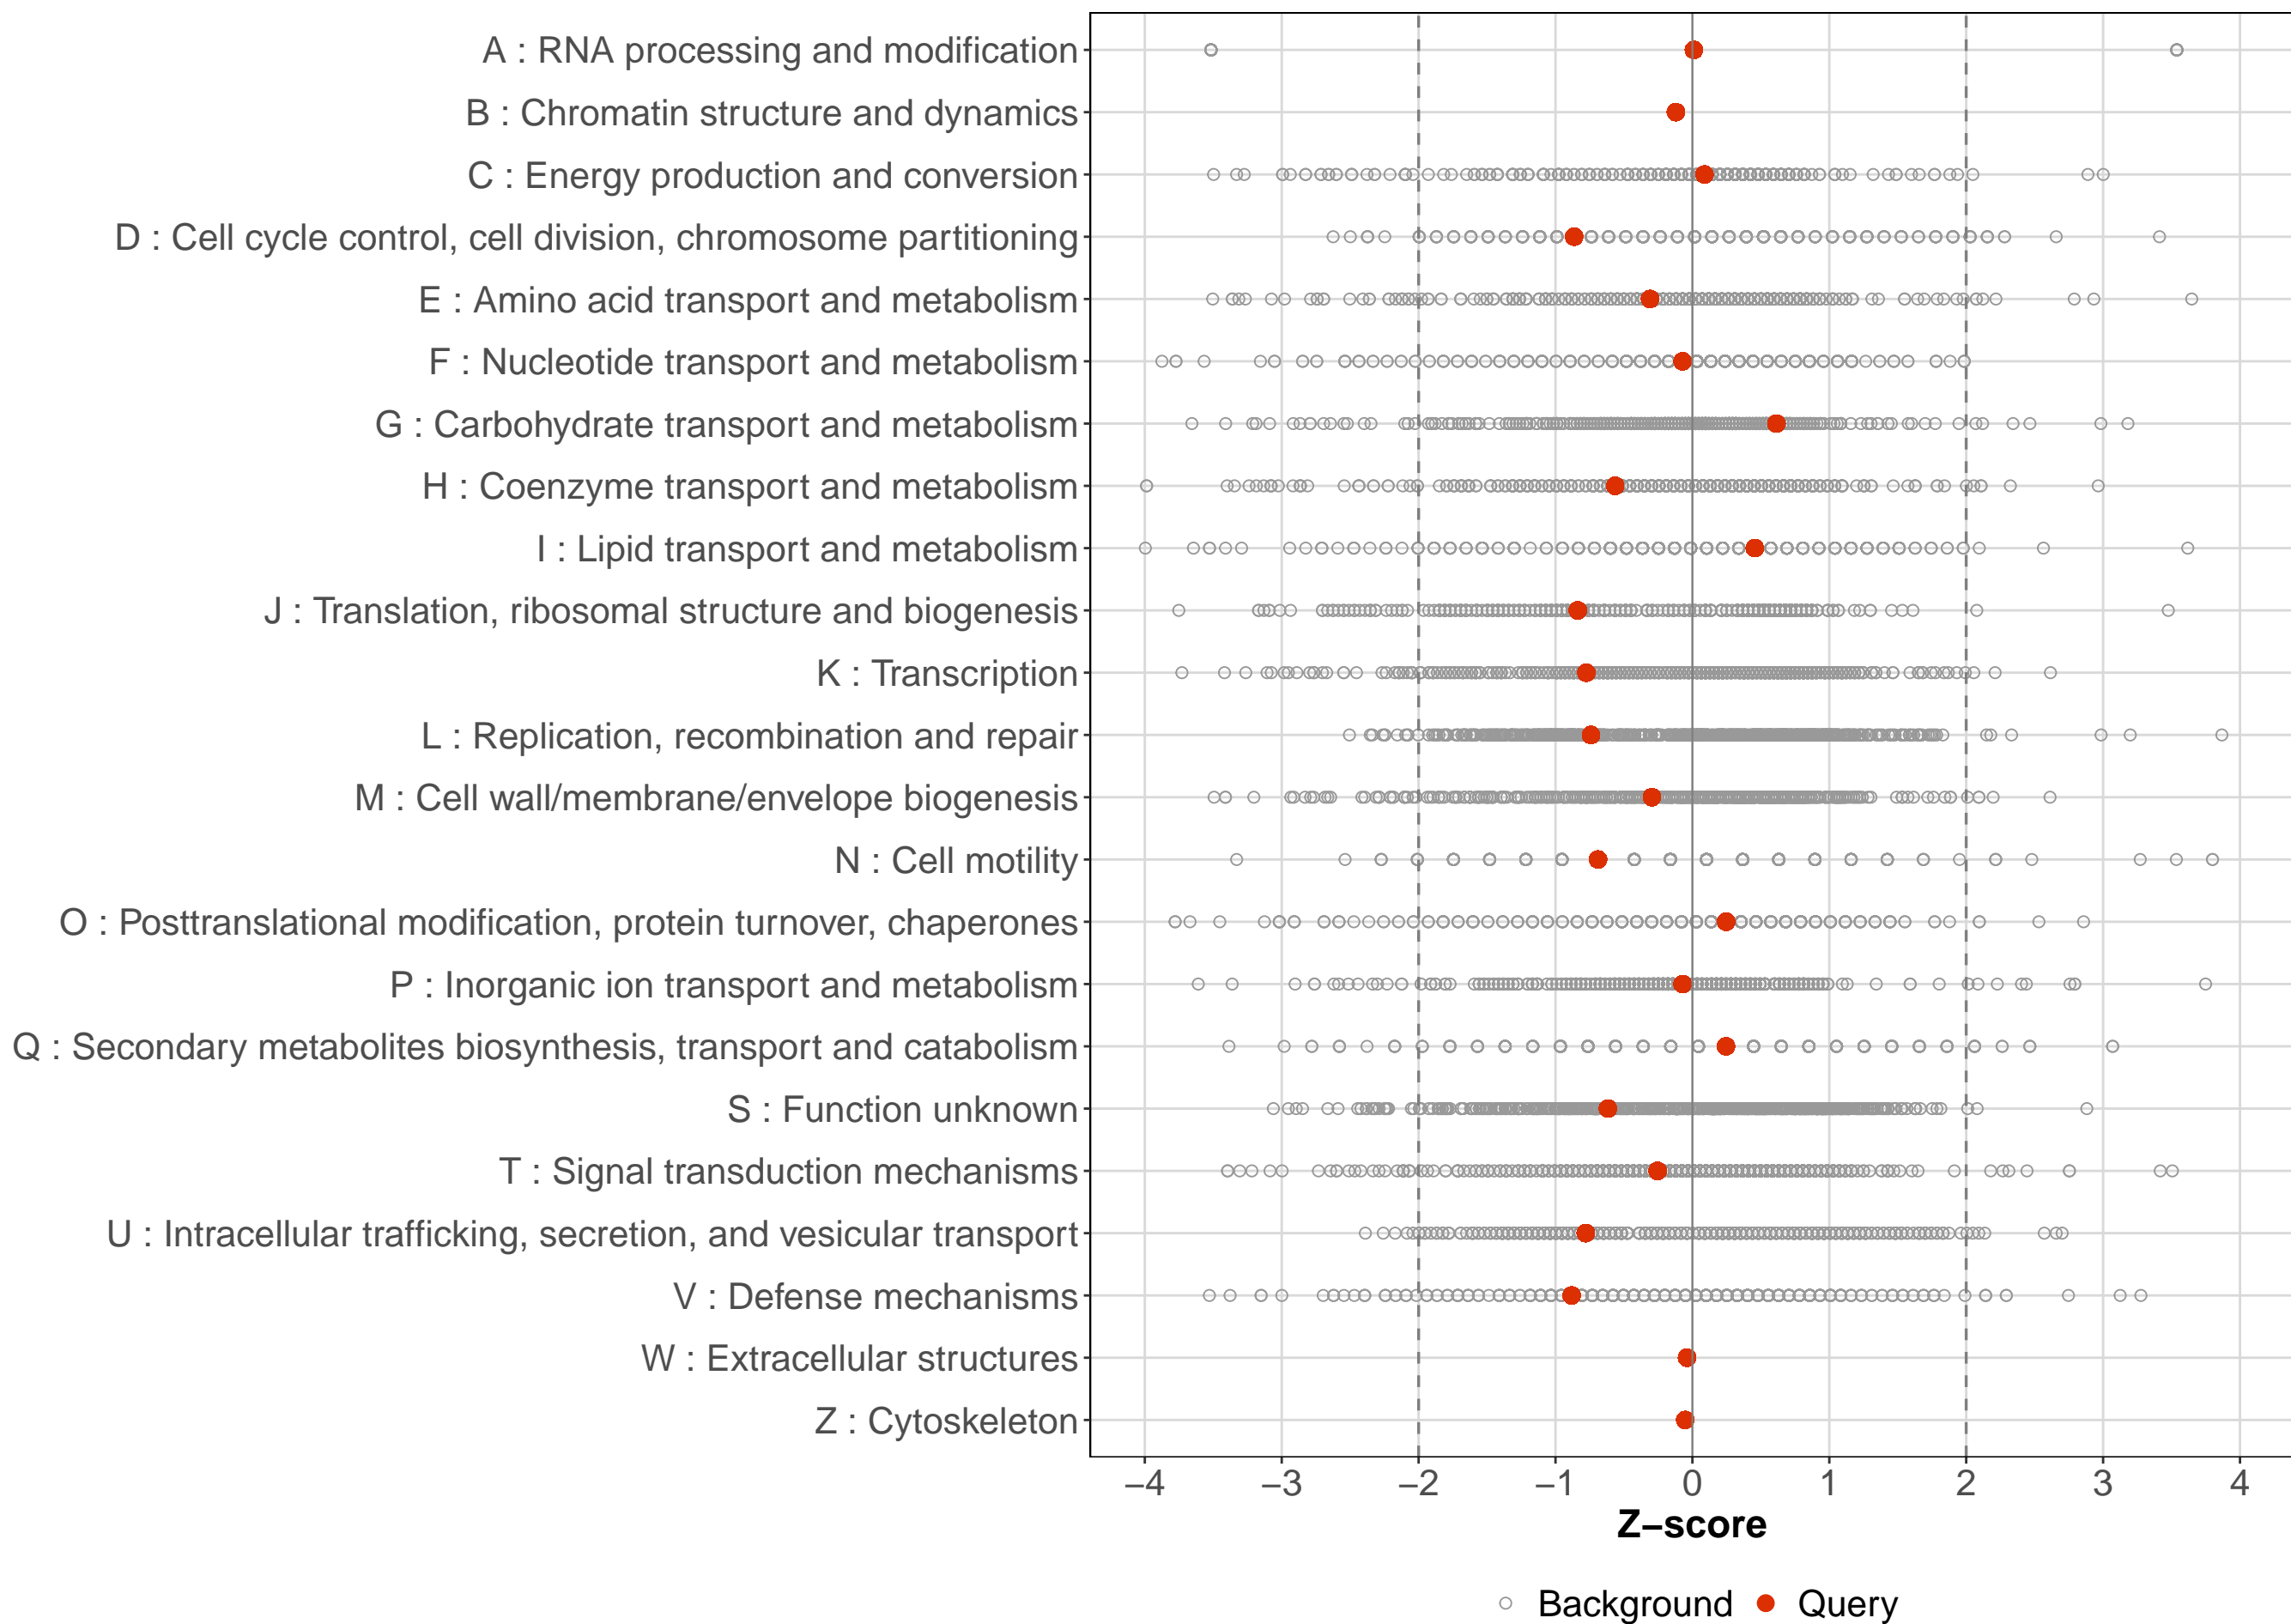 A : RNA processing and modification
B : Chromatin structure and dynamics
C : Energy production and conversion
D : Cell cycle control, cell division, chromosome partitioning
E : Amino acid transport and metabolism
F : Nucleotide transport and metabolism
G : Carbohydrate transport and metabolism
H : Coenzyme transport and metabolism
I : Lipid transport and metabolism
J : Translation, ribosomal structure and biogenesis
K : Transcription
L : Replication, recombination and repair
M : Cell wall/membrane/envelope biogenesis
N : Cell motility
O : Posttranslational modification, protein turnover, chaperones
P : Inorganic ion transport and metabolism
Q : Secondary metabolites biosynthesis, transport and catabolism
S : Function unknown
T : Signal transduction mechanisms
U : Intracellular trafficking, secretion, and vesicular transport
V : Defense mechanisms
W : Extracellular structures
Z : Cytoskeleton
−4 −3 −2 −1 0 1 2 3 4
Z−score
Background Query